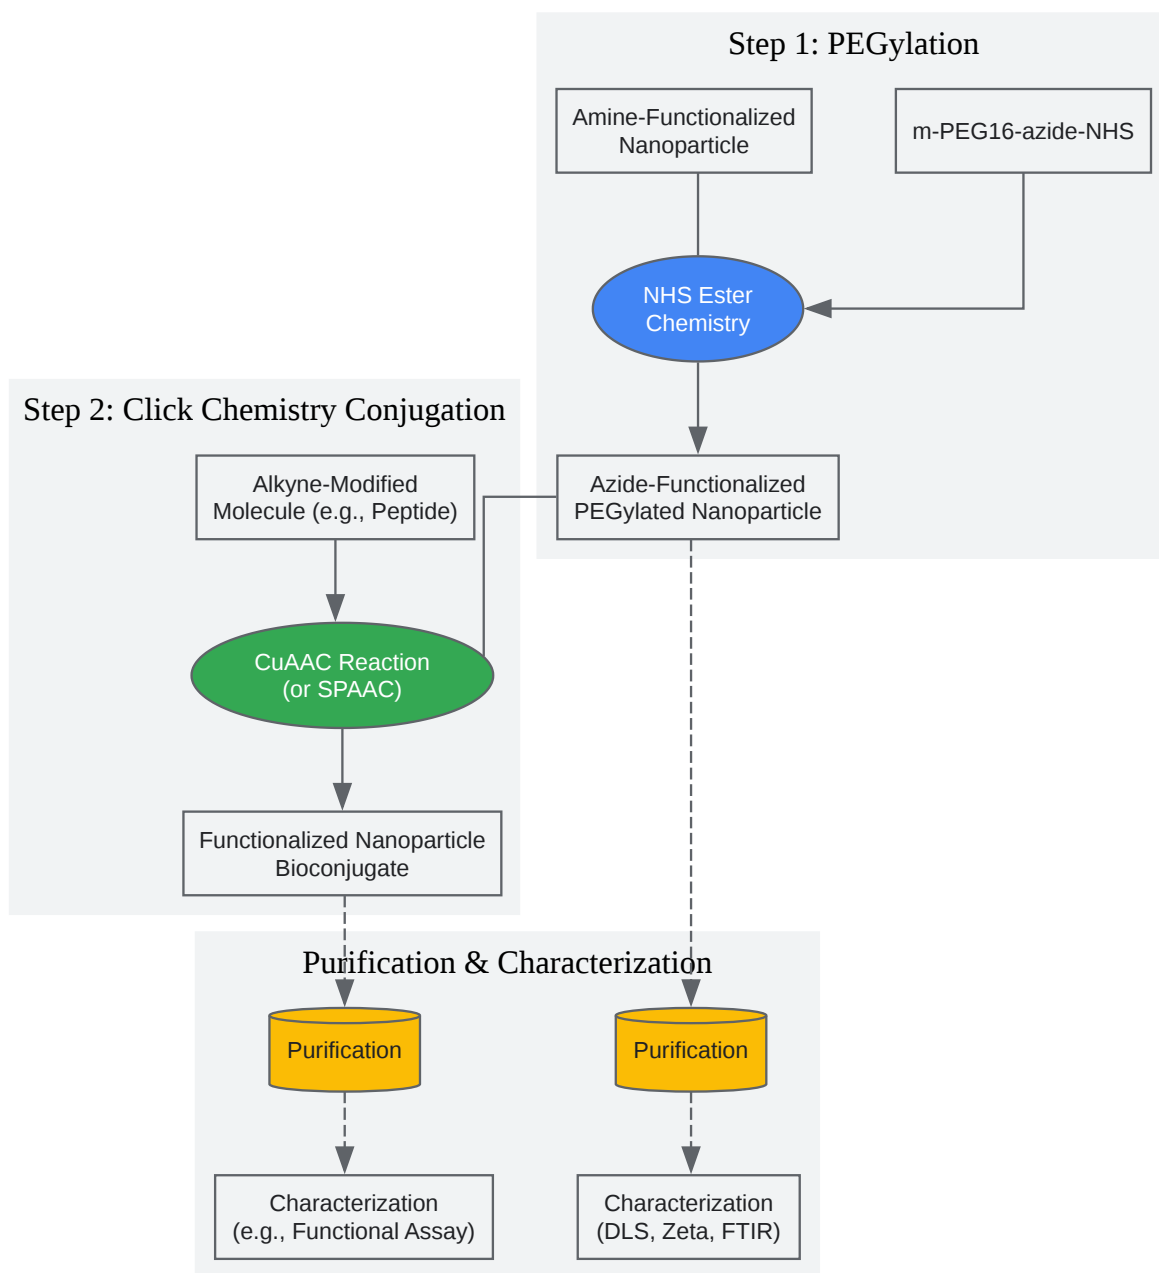 Step 1: PEGylation
Amine-Functionalized
Nanoparticle
m-PEG16-azide-NHS
NHS Ester
Chemistry
Azide-Functionalized
PEGylated Nanoparticle
Step 2: Click Chemistry Conjugation
Alkyne-Modified
Molecule (e.g., Peptide)
CuAAC Reaction
(or SPAAC)
Functionalized Nanoparticle
Bioconjugate
Purification & Characterization
Purification
Purification
Characterization
(e.g., Functional Assay)
Characterization
(DLS, Zeta, FTIR)